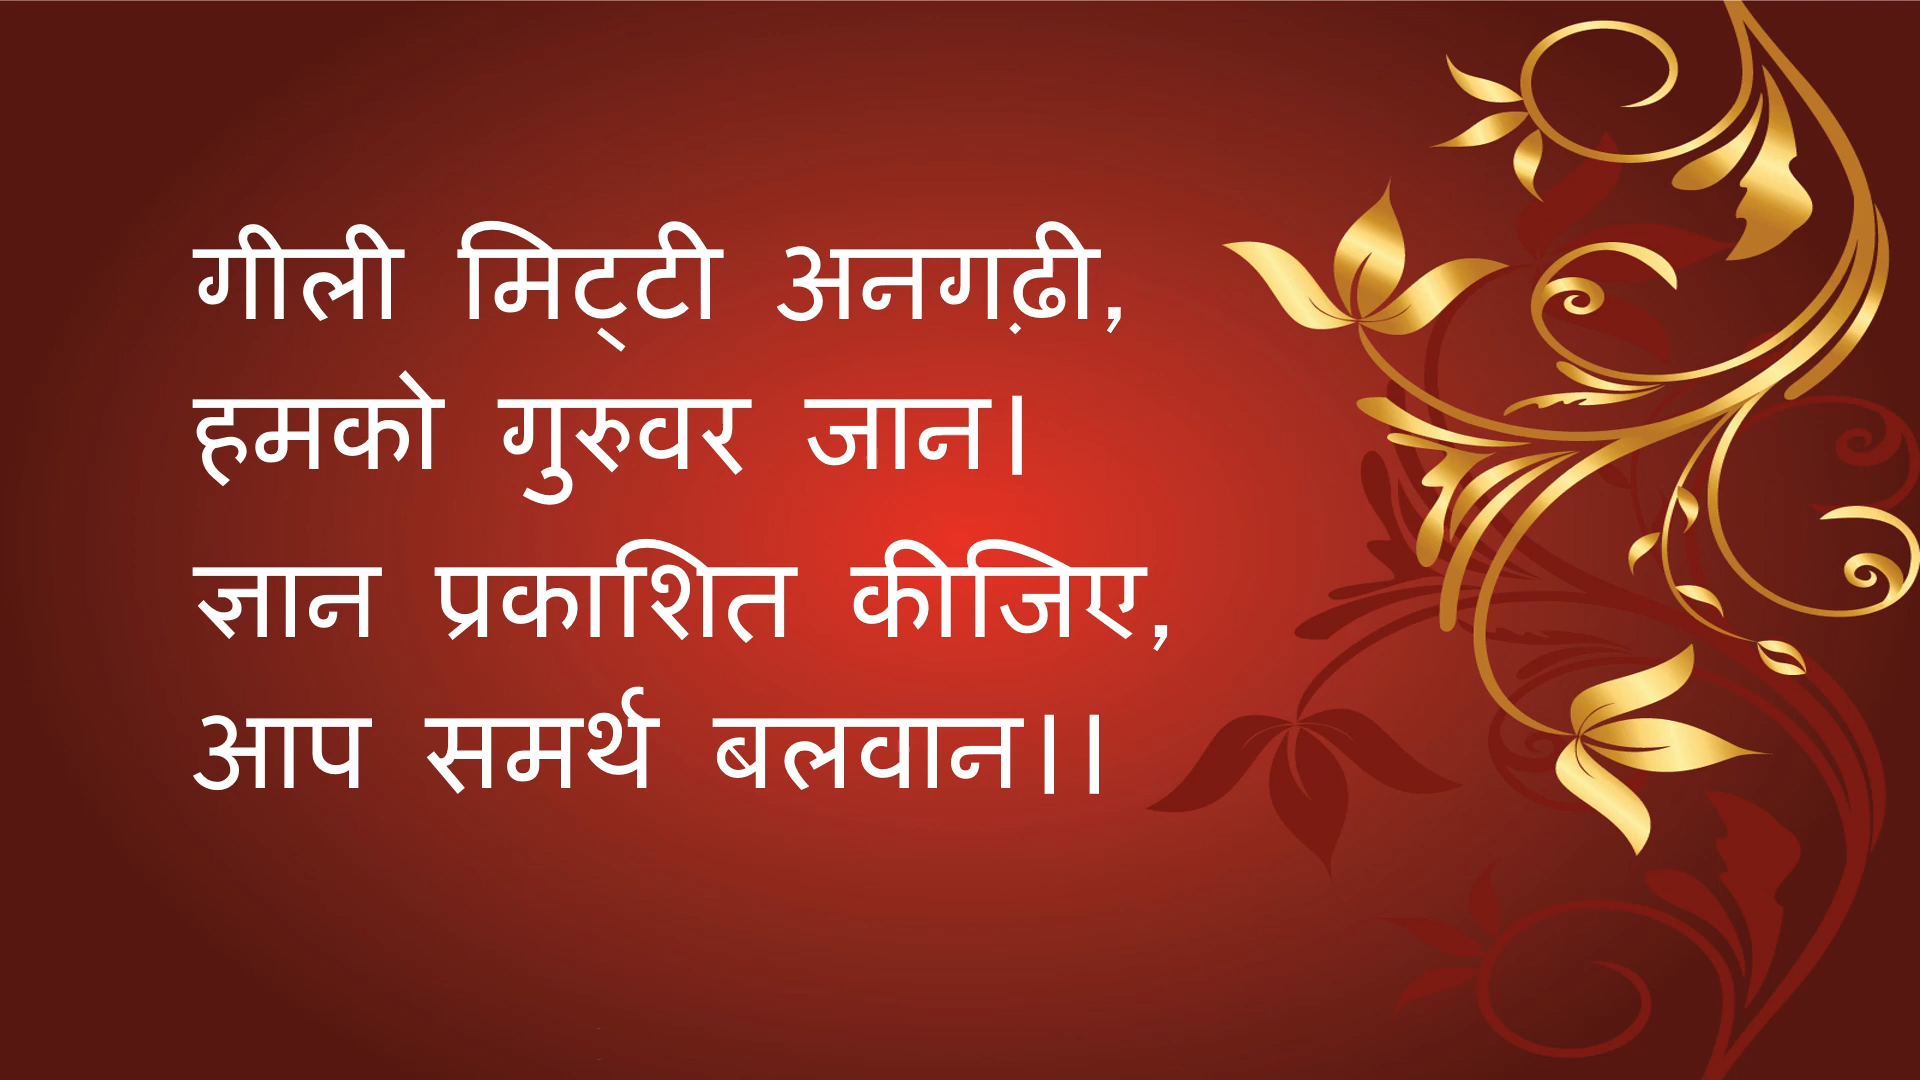 गीली मिट्टी अनगढ़ी,
हमको गुरुवर जान।
ज्ञान प्रकाशित कीजिए,
आप समर्थ बलवान।।